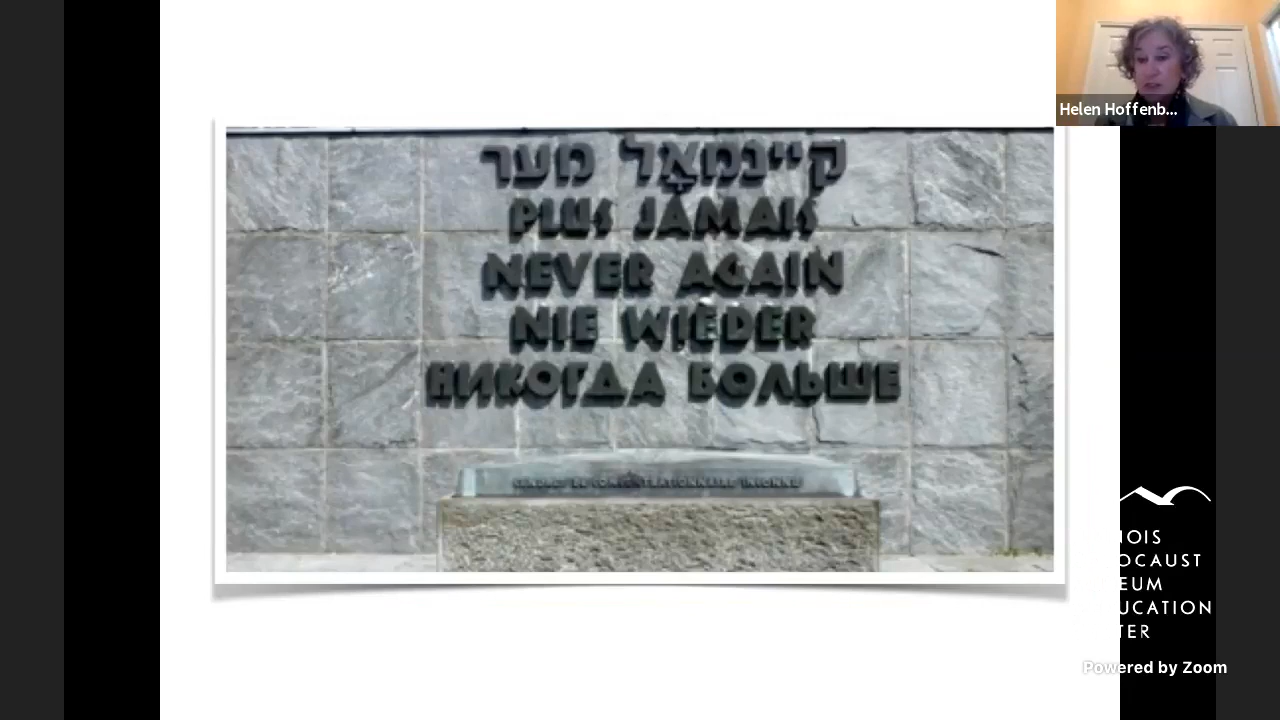 Helen Hoffenb...
קיינמאָל מער
PLUS JAMAIS
NEVER AGAIN
NIE WIEDER
НИКОГДА БОЛЬШЕ
NOIS
OCAUST
EUM
UCATION
TER
Powered by Zoom